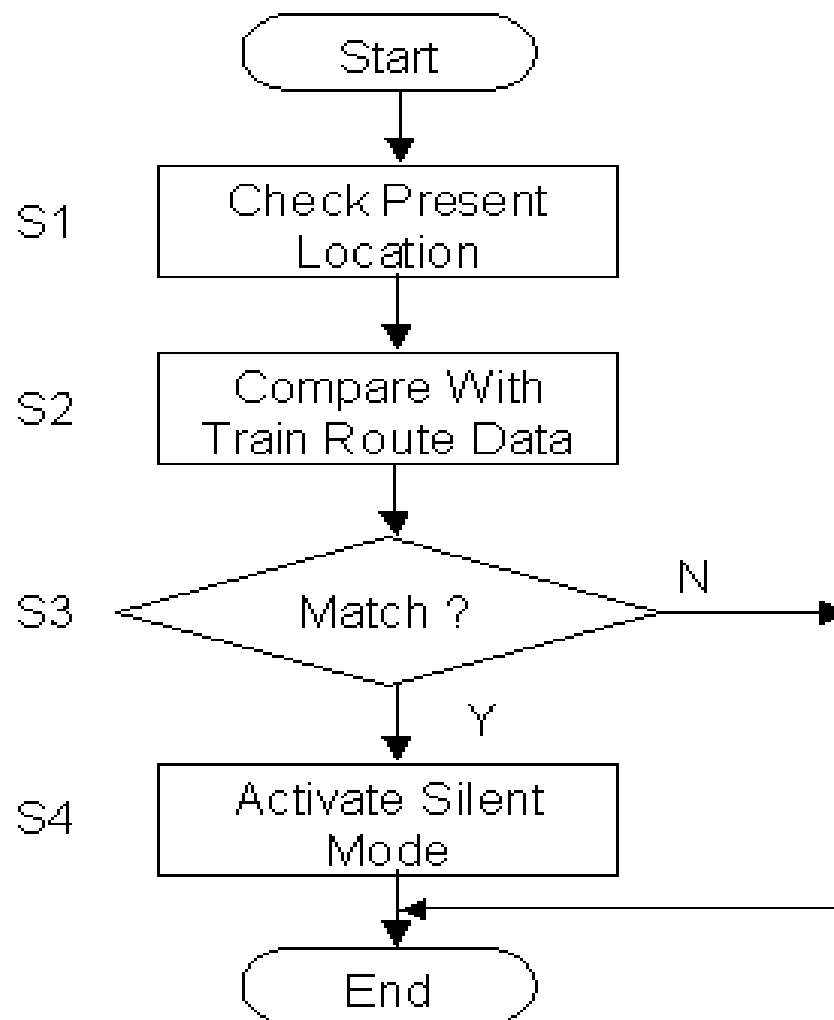 Start
S1
Check Present
Location
S2
Compare With
Train Route Data
S3
Match ?
N
Y
S4
Activate Silent
Mode
End